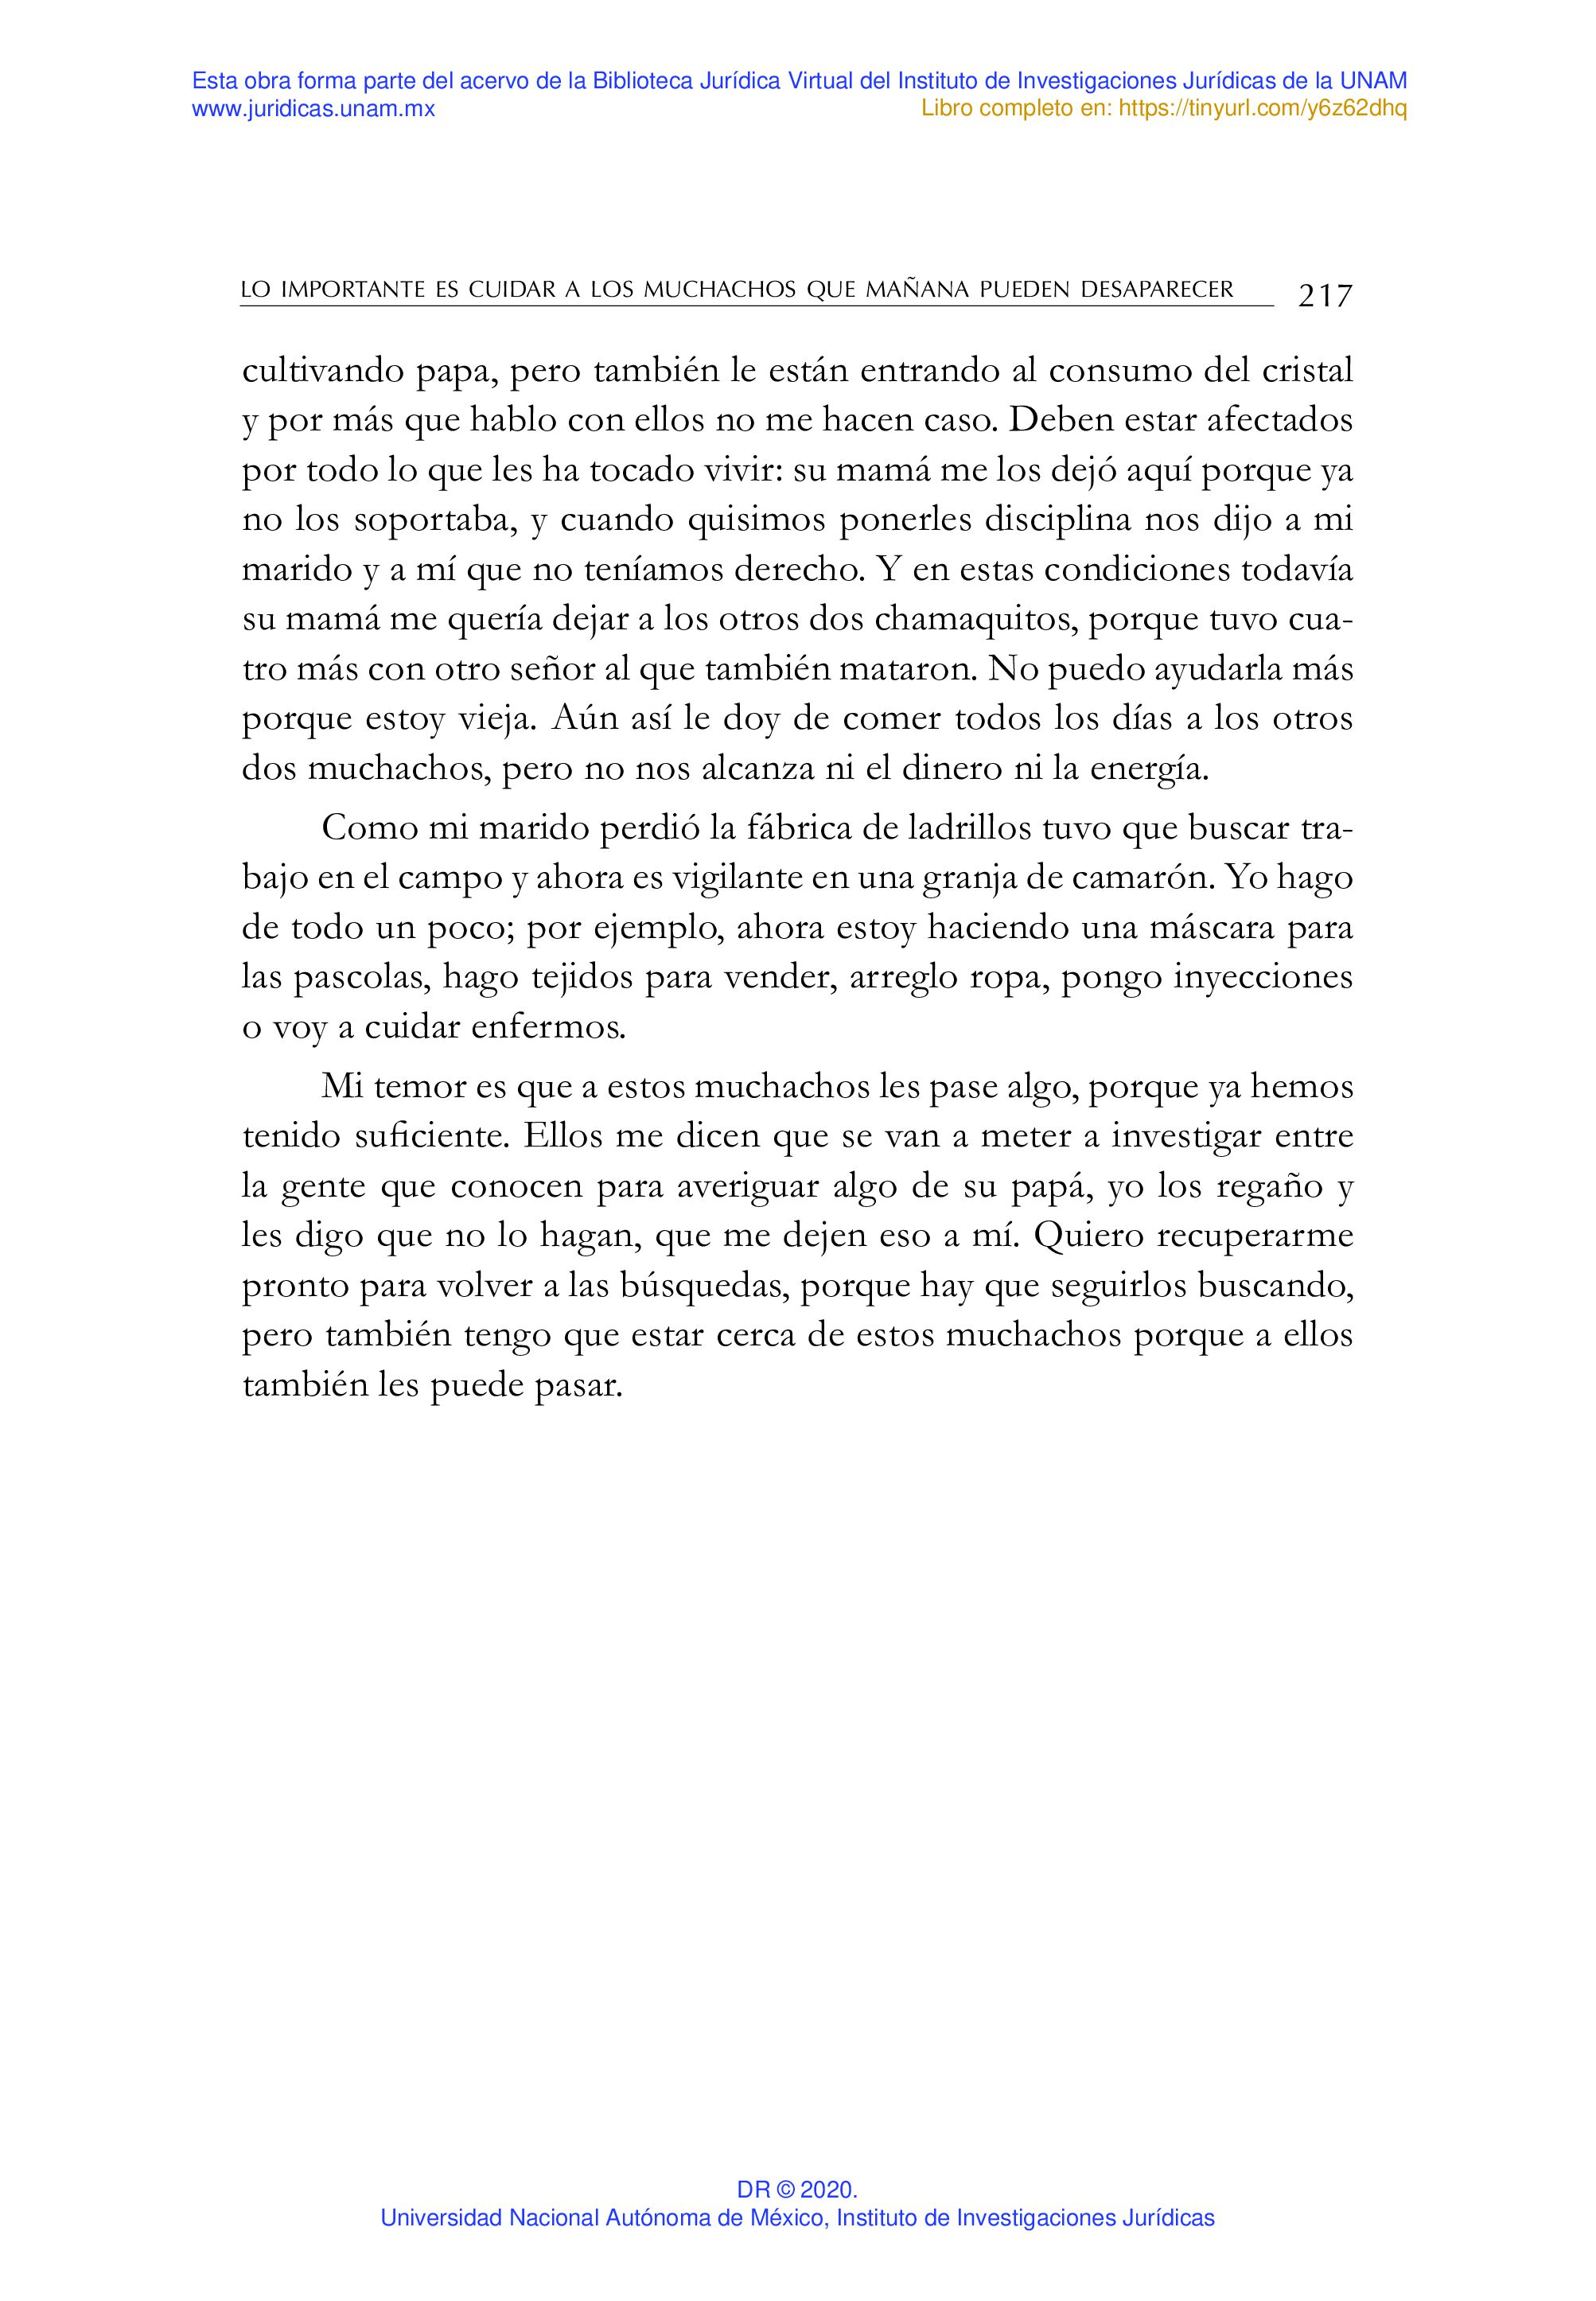 Esta obra forma parte del acervo de la Biblioteca Jurídica Virtual del Instituto de Investigaciones Jurídicas de la UNAM
www.juridicas.unam.mx Libro completo en: https://tinyurl.com/y6z62dhq
LO IMPORTANTE ES CUIDAR A LOS MUCHACHOS QUE MAÑANA PUEDEN DESAPARECER 217
cultivando papa, pero también le están entrando al consumo del cristal
y por más que hablo con ellos no me hacen caso. Deben estar afectados
por todo lo que les ha tocado vivir: su mamá me los dejó aquí porque ya
no los soportaba, y cuando quisimos ponerles disciplina nos dijo a mi
marido y a mí que no teníamos derecho. Y en estas condiciones todavía
su mamá me quería dejar a los otros dos chamaquitos, porque tuvo cua-
tro más con otro señor al que también mataron. No puedo ayudarla más
porque estoy vieja. Aún así le doy de comer todos los días a los otros
dos muchachos, pero no nos alcanza ni el dinero ni la energía.
Como mi marido perdió la fábrica de ladrillos tuvo que buscar tra-
bajo en el campo y ahora es vigilante en una granja de camarón. Yo hago
de todo un poco; por ejemplo, ahora estoy haciendo una máscara para
las pascolas, hago tejidos para vender, arreglo ropa, pongo inyecciones
o voy a cuidar enfermos.
Mi temor es que a estos muchachos les pase algo, porque ya hemos
tenido suficiente. Ellos me dicen que se van a meter a investigar entre
la gente que conocen para averiguar algo de su papá, yo los regaño y
les digo que no lo hagan, que me dejen eso a mí. Quiero recuperarme
pronto para volver a las búsquedas, porque hay que seguirlos buscando,
pero también tengo que estar cerca de estos muchachos porque a ellos
también les puede pasar.
DR © 2020.
Universidad Nacional Autónoma de México, Instituto de Investigaciones Jurídicas